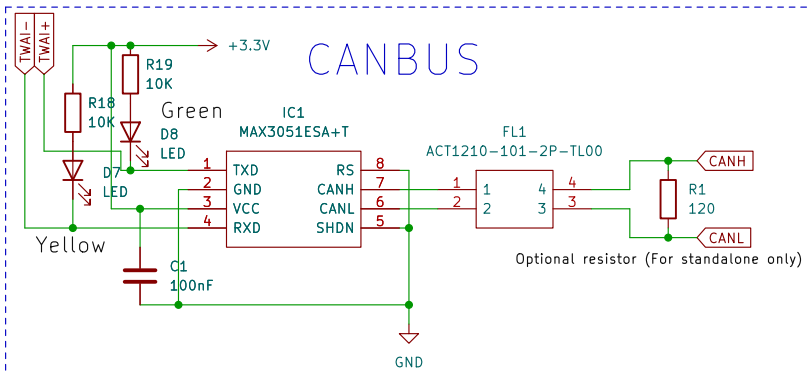 TWAI-
TWAI+
+3.3V
CANBUS
R19
10K
R18
10K
Green
D8
LED
D7
LED
Yellow
C1
100nF
IC1
MAX3051ESA+T
1 TXD RS 8
2 GND CANH 7
3 VCC CANL 6
4 RXD SHDN 5
FL1
ACT1210-101-2P-TL00
1 1 4 4
2 2 3 3
CANH
R1
120
CANL
Optional resistor (For standalone only)
GND